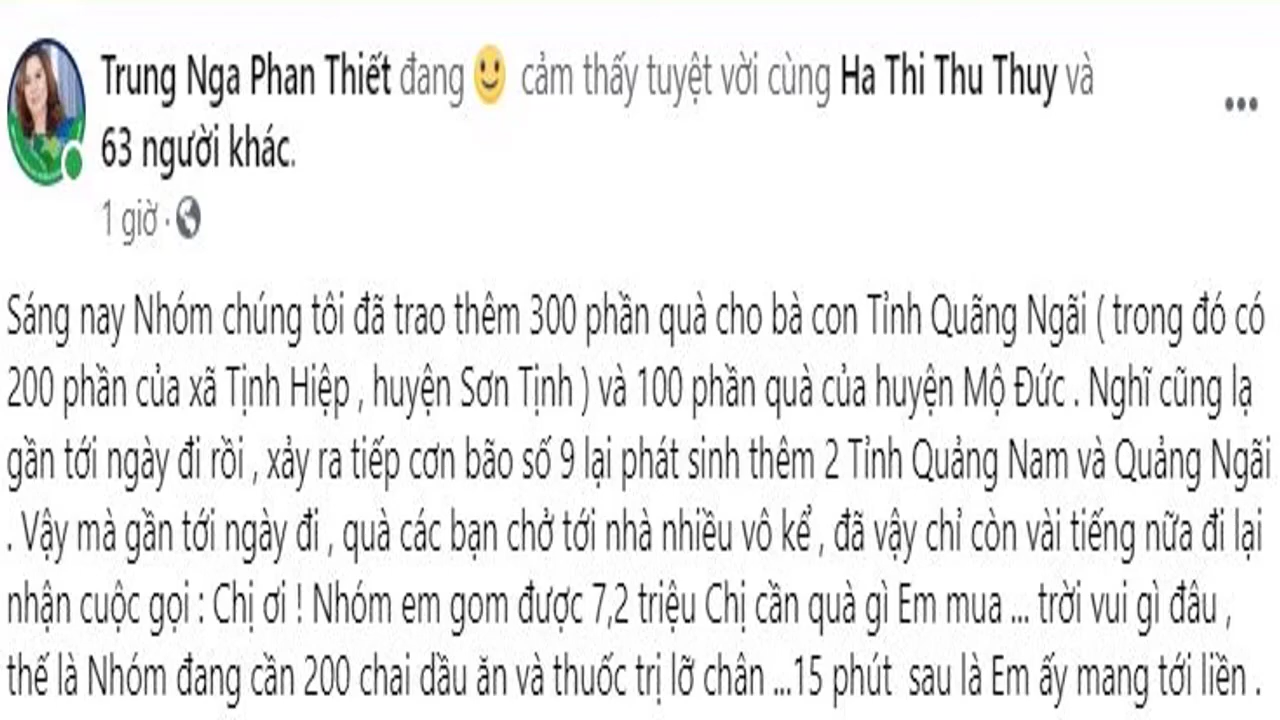 Trung Nga Phan Thiết đang 🙂 cảm thấy tuyệt vời cùng Ha Thi Thu Thuy và
63 người khác.
1 giờ ·
Sáng nay Nhóm chúng tôi đã trao thêm 300 phần quà cho bà con Tỉnh Quãng Ngãi ( trong đó có
200 phần của xã Tịnh Hiệp , huyện Sơn Tịnh ) và 100 phần quà của huyện Mộ Đức . Nghĩ cũng lạ
gần tới ngày đi rồi , xảy ra tiếp cơn bão số 9 lại phát sinh thêm 2 Tỉnh Quảng Nam và Quảng Ngãi
. Vậy mà gần tới ngày đi , quà các bạn chở tới nhà nhiều vô kể , đã vậy chỉ còn vài tiếng nữa đi lại
nhận cuộc gọi : Chị ơi ! Nhóm em gom được 7,2 triệu Chị cần quà gì Em mua ... trời vui gì đâu ,
thế là Nhóm đang cần 200 chai dầu ăn và thuốc trị lỡ chân ...15 phút sau là Em ấy mang tới liền .